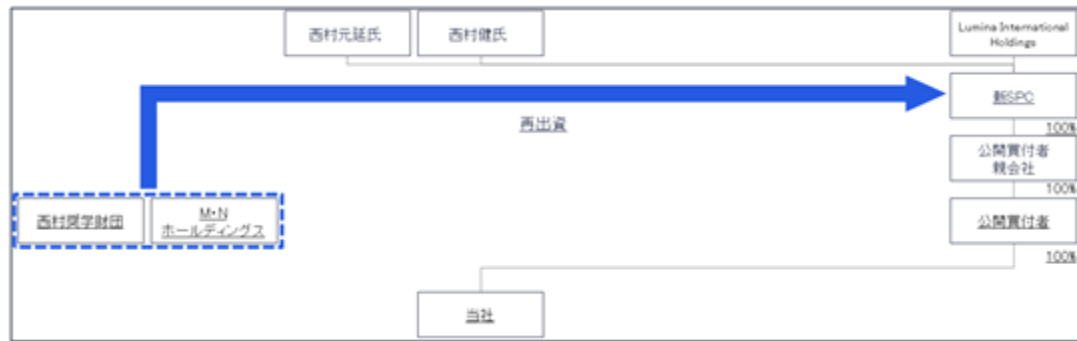 西村元延氏
西村健氏
Lumina International
Holdings
新SPC
再出資
100%
公開買付者
親会社
100%
西村奨学財団
M・N
ホールディングス
公開買付者
100%
当社